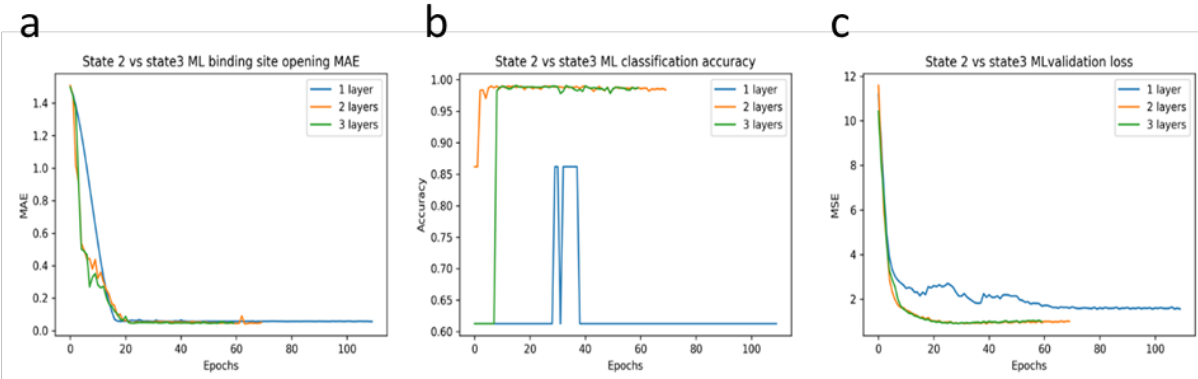 a
b
c
State 2 vs state3 ML binding site opening MAE
1 layer
2 layers
3 layers
1.4
1.2
1.0
0.8
0.6
0.4
0.2
0.0
MAE
0 20 40 60 80 100
Epochs
State 2 vs state3 ML classification accuracy
1 layer
2 layers
3 layers
1.00
0.95
0.90
0.85
0.80
0.75
0.70
0.65
0.60
Accuracy
0 20 40 60 80 100
Epochs
State 2 vs state3 MLvalidation loss
1 layer
2 layers
3 layers
12
10
8
6
4
2
MSE
0 20 40 60 80 100
Epochs